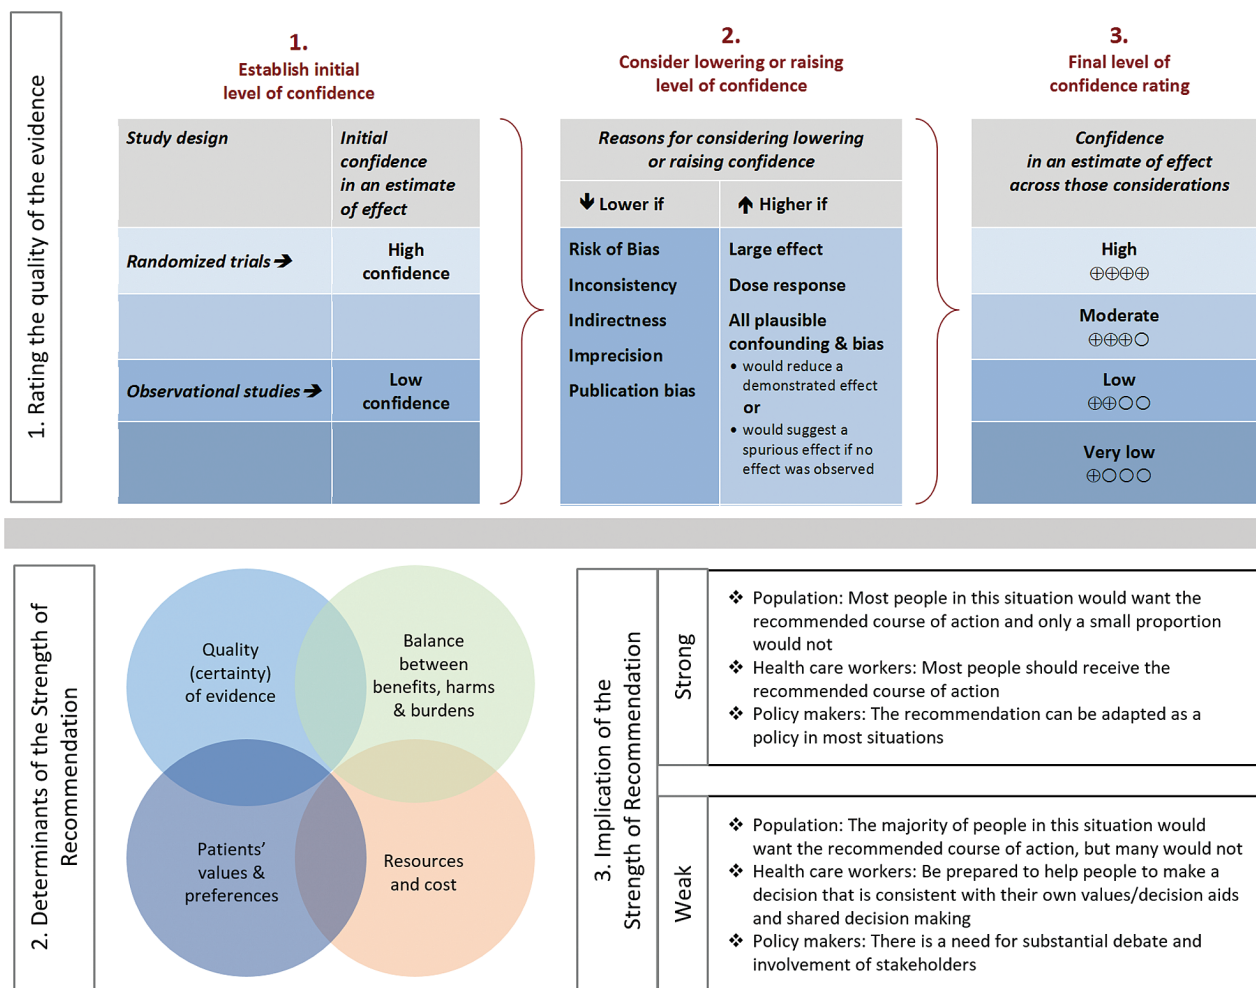 1. Rating the quality of the evidence
1.
Establish initial
level of confidence
Study design
Initial
confidence
in an estimate
of effect
Randomized trials➔
High
confidence
Observational studies➔
Low
confidence
2.
Consider lowering or raising
level of confidence
Reasons for considering lowering
or raising confidence
🡻 Lower if
🡹 Higher if
Risk of Bias
Inconsistency
Indirectness
Imprecision
Publication bias
Large effect
Dose response
All plausible
confounding & bias
• would reduce a
demonstrated effect
or
• would suggest a
spurious effect if no
effect was observed
3.
Final level of
confidence rating
Confidence
in an estimate of effect
across those considerations
High
⊕⊕⊕⊕
Moderate
⊕⊕⊕○
Low
⊕⊕○○
Very low
⊕○○○
2. Determinants of the Strength of
Recommendation
Quality
(certainty)
of evidence
Balance
between
benefits, harms
& burdens
Patients’
values &
preferences
Resources
and cost
3. Implication of the
Strength of Recommendation
Strong
❖ Population: Most people in this situation would want the
recommended course of action and only a small proportion
would not
❖ Health care workers: Most people should receive the
recommended course of action
❖ Policy makers: The recommendation can be adapted as a
policy in most situations
Weak
❖ Population: The majority of people in this situation would
want the recommended course of action, but many would not
❖ Health care workers: Be prepared to help people to make a
decision that is consistent with their own values/decision aids
and shared decision making
❖ Policy makers: There is a need for substantial debate and
involvement of stakeholders